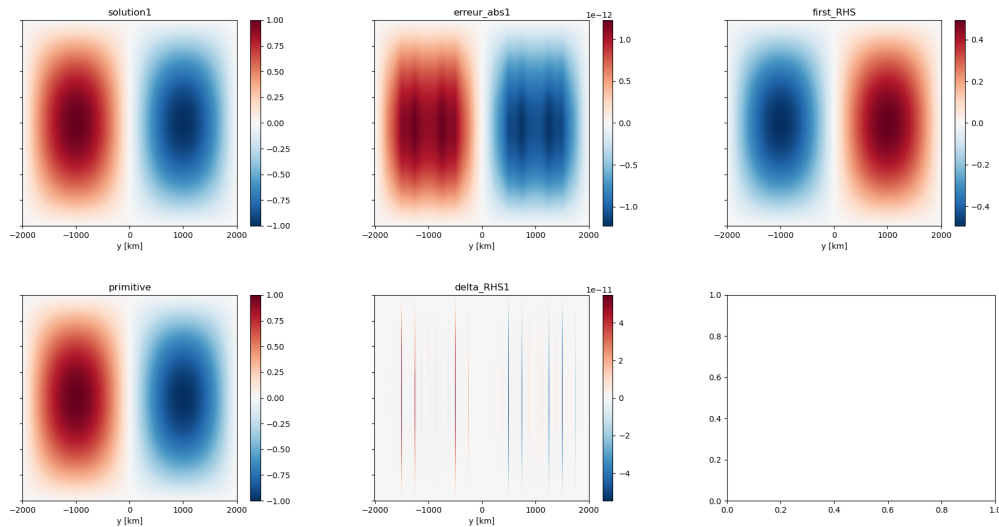 solution1
1.00
0.75
0.50
0.25
0.00
−0.25
−0.50
−0.75
−1.00
−2000 −1000 0 1000 2000
y [km]
erreur_abs1
1e−12
1.0
0.5
0.0
−0.5
−1.0
−2000 −1000 0 1000 2000
y [km]
first_RHS
0.4
0.2
0.0
−0.2
−0.4
−2000 −1000 0 1000 2000
y [km]
primitive
1.00
0.75
0.50
0.25
0.00
−0.25
−0.50
−0.75
−1.00
−2000 −1000 0 1000 2000
y [km]
delta_RHS1
1e−11
4
2
0
−2
−4
−2000 −1000 0 1000 2000
y [km]
1.0
0.8
0.6
0.4
0.2
0.0
0.0 0.2 0.4 0.6 0.8 1.0